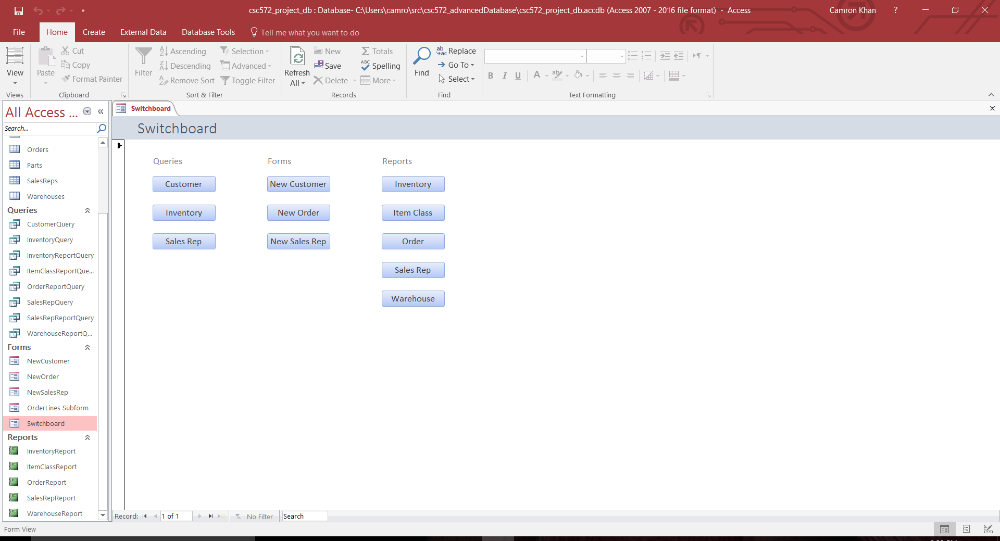 csc572_project_db : Database- C:\Users\camro\src\csc572_advancedDatabase\csc572_project_db.accdb (Access 2007 - 2016 file format) - Access
Camron Khan
?
File
Home
Create
External Data
Database Tools
Tell me what you want to do
View
Views
Paste
Cut
Copy
Format Painter
Clipboard
Filter
Ascending
Descending
Remove Sort
Selection
Advanced
Toggle Filter
Sort & Filter
Refresh
All
New
Save
Delete
Totals
Spelling
More
Records
Find
Replace
Go To
Select
Find
B I U
Text Formatting
All Access ...
Search...
Orders
Parts
SalesReps
Warehouses
Queries
CustomerQuery
InventoryQuery
InventoryReportQuery
ItemClassReportQue...
OrderReportQuery
SalesRepQuery
SalesRepReportQuery
WarehouseReportQ...
Forms
NewCustomer
NewOrder
NewSalesRep
OrderLines Subform
Switchboard
Reports
InventoryReport
ItemClassReport
OrderReport
SalesRepReport
WarehouseReport
Switchboard
Switchboard
Queries
Customer
Inventory
Sales Rep
Forms
New Customer
New Order
New Sales Rep
Reports
Inventory
Item Class
Order
Sales Rep
Warehouse
Record: 1 of 1 No Filter Search
Form View